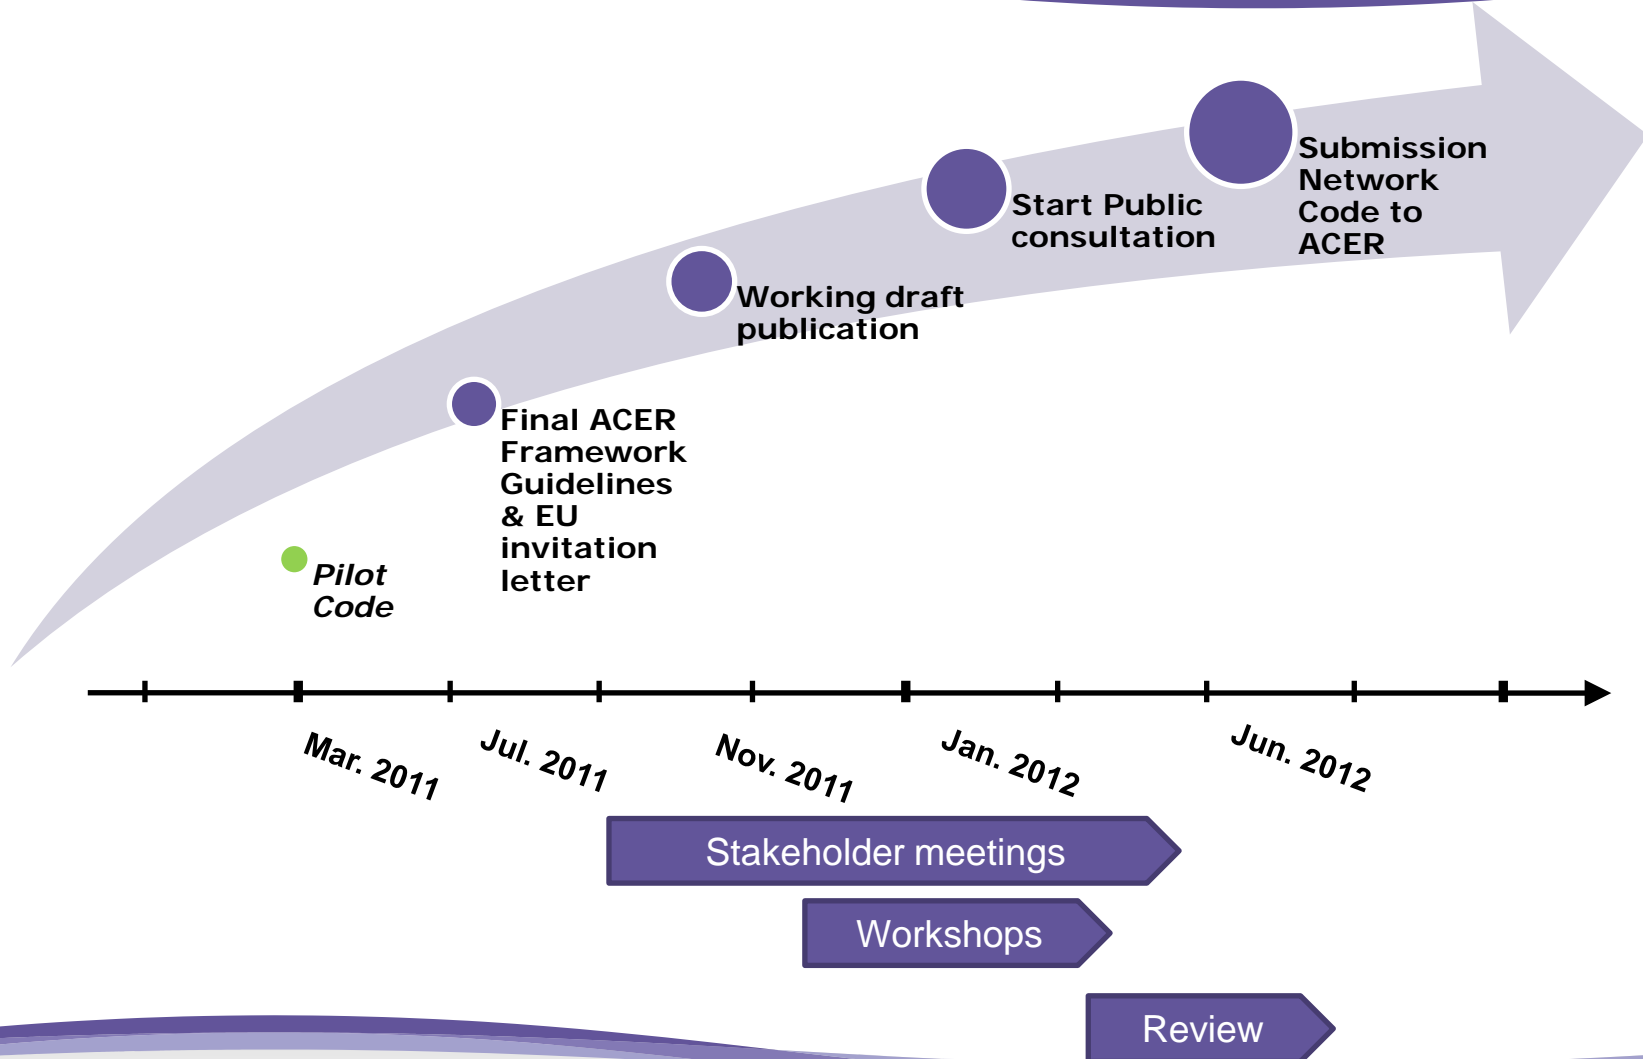 Submission
Network
Code to
ACER
Start Public
consultation
Working draft
publication
Final ACER
Framework
Guidelines
& EU
invitation
letter
Pilot
Code
Mar. 2011
Jul. 2011
Nov. 2011
Jan. 2012
Jun. 2012
Stakeholder meetings
Workshops
Review